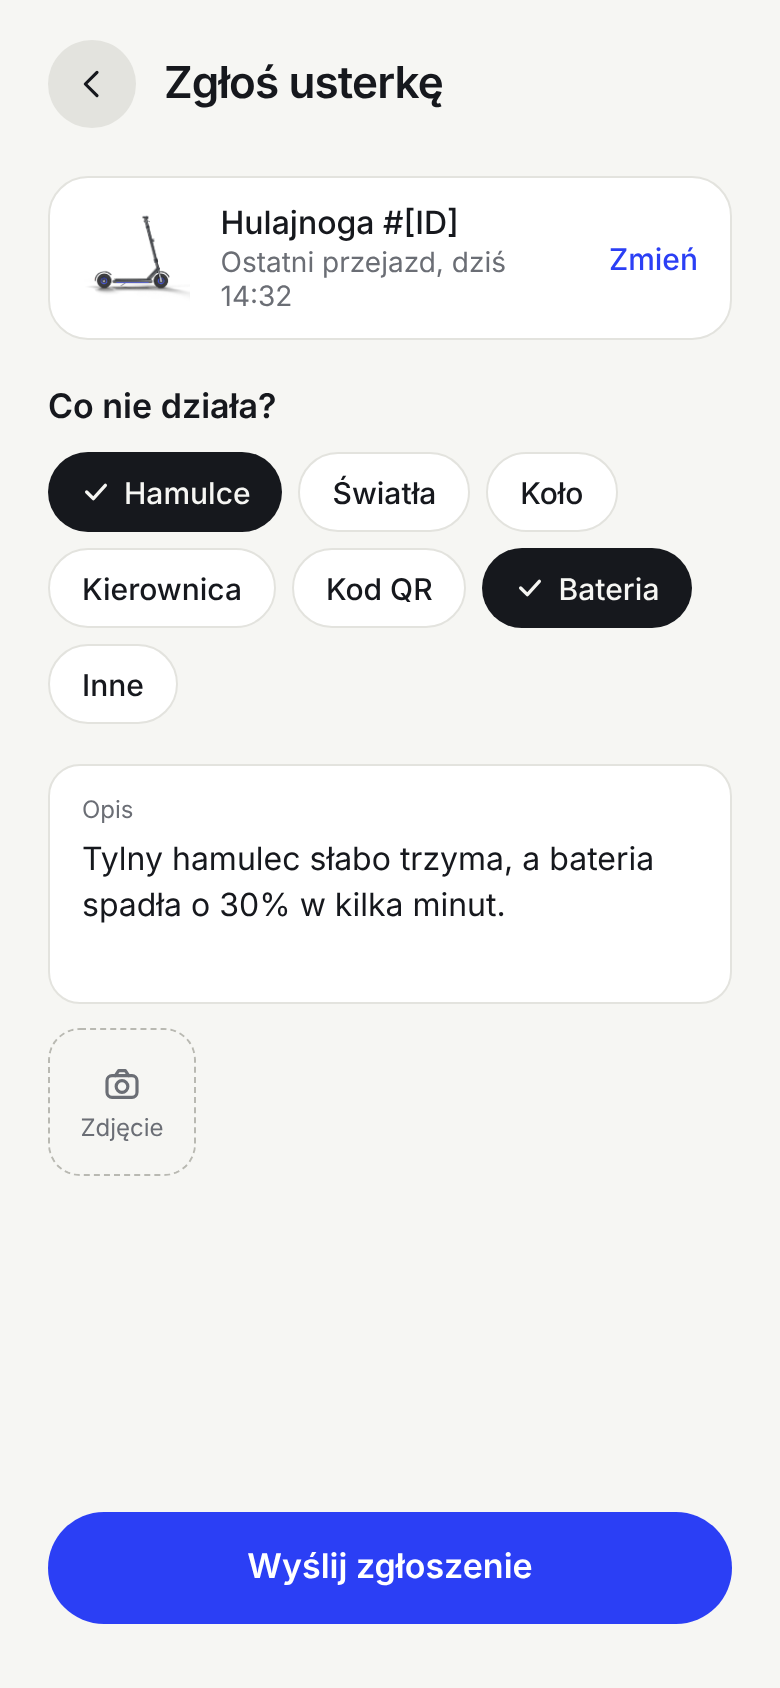 Zgłoś usterkę
Hulajnoga #[ID]
Ostatni przejazd, dziś
14:32
Zmień
Co nie działa?
Hamulce
Światła
Koło
Kierownica
Kod QR
Bateria
Inne
Opis
Tylny hamulec słabo trzyma, a bateria
spadła o 30% w kilka minut.
Zdjęcie
Wyślij zgłoszenie